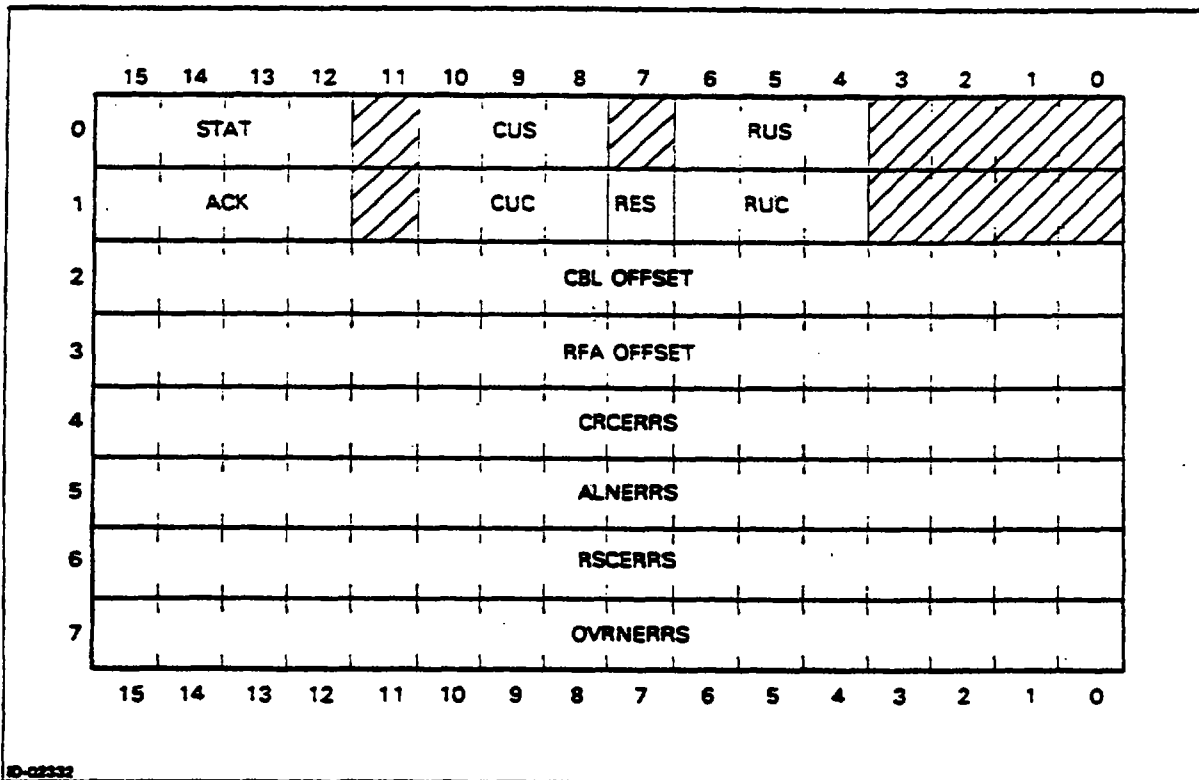 15 14 13 12 11 10 9 8 7 6 5 4 3 2 1 0
0 STAT CUS RUS
1 ACK CUC RES RUC
2 CBL OFFSET
3 RFA OFFSET
4 CRCERRS
5 ALNERRS
6 RSCERRS
7 OVRNERRS
15 14 13 12 11 10 9 8 7 6 5 4 3 2 1 0
ID-02332